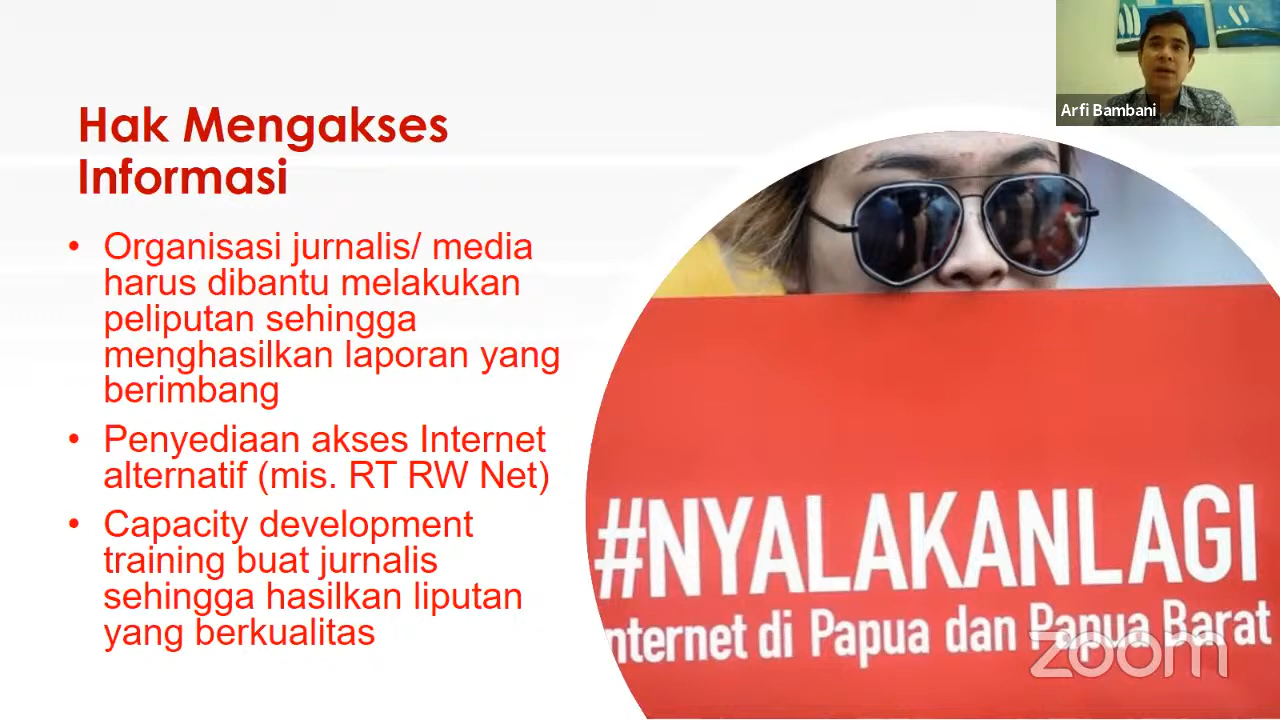 Arfi Bambani
Hak Mengakses
Informasi
• Organisasi jurnalis/ media
harus dibantu melakukan
peliputan sehingga
menghasilkan laporan yang
berimbang
• Penyediaan akses Internet
alternatif (mis. RT RW Net)
• Capacity development
training buat jurnalis
sehingga hasilkan liputan
yang berkualitas
#NYALAKANLAGI
nternet di Papua dan Papua Barat
zoom